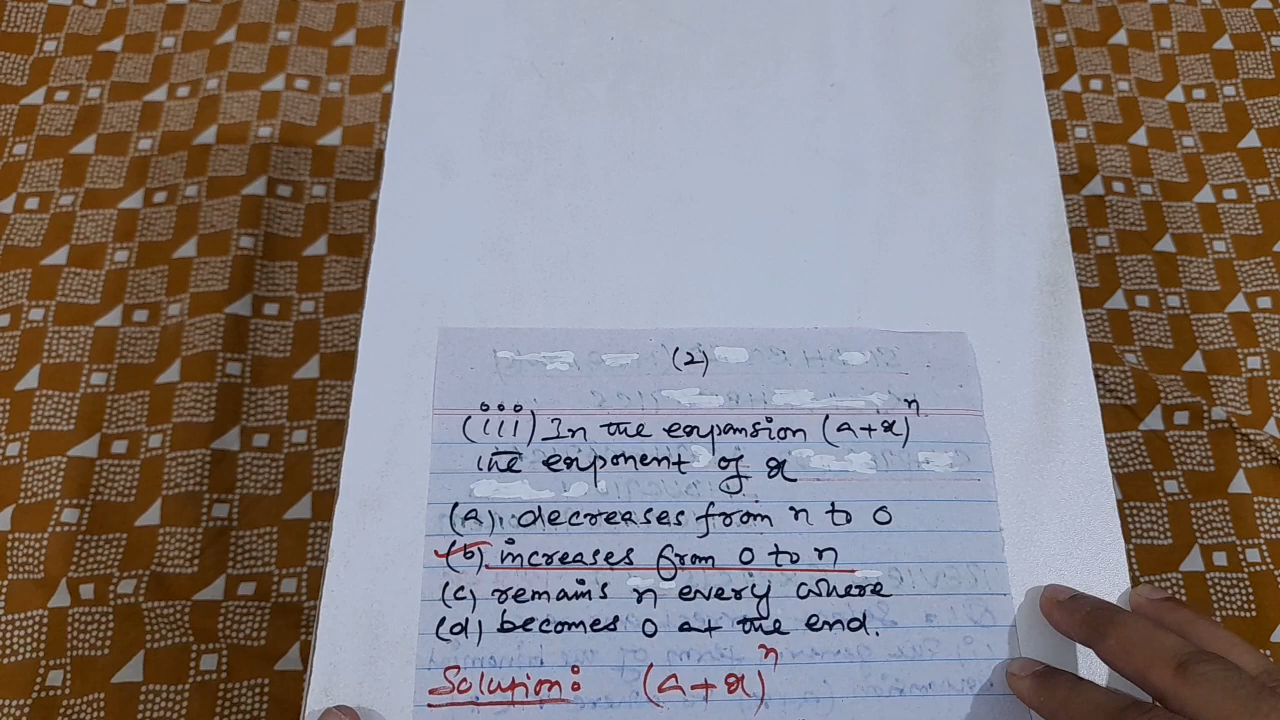 (2)
(iii) In the expansion (a+x)^n
the exponent of x
(a) decreases from n to 0
(b) increases from 0 to n
(c) remains n every where
(d) becomes 0 at the end.
Solution: (a+x)^n